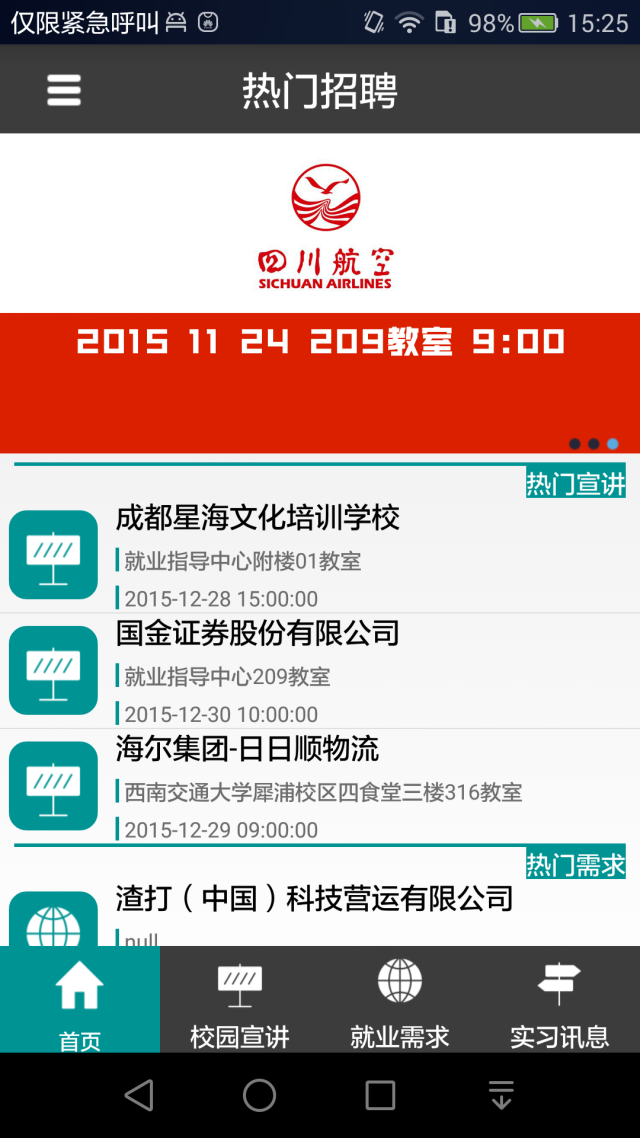 仅限紧急呼叫 98% 15:25
热门招聘
四川航空
SICHUAN AIRLINES
2015 11 24 209教室 9:00
热门宣讲
成都星海文化培训学校
就业指导中心附楼01教室
2015-12-28 15:00:00
国金证券股份有限公司
就业指导中心209教室
2015-12-30 10:00:00
海尔集团-日日顺物流
西南交通大学犀浦校区四食堂三楼316教室
2015-12-29 09:00:00
热门需求
渣打（中国）科技营运有限公司
null
首页 校园宣讲 就业需求 实习讯息